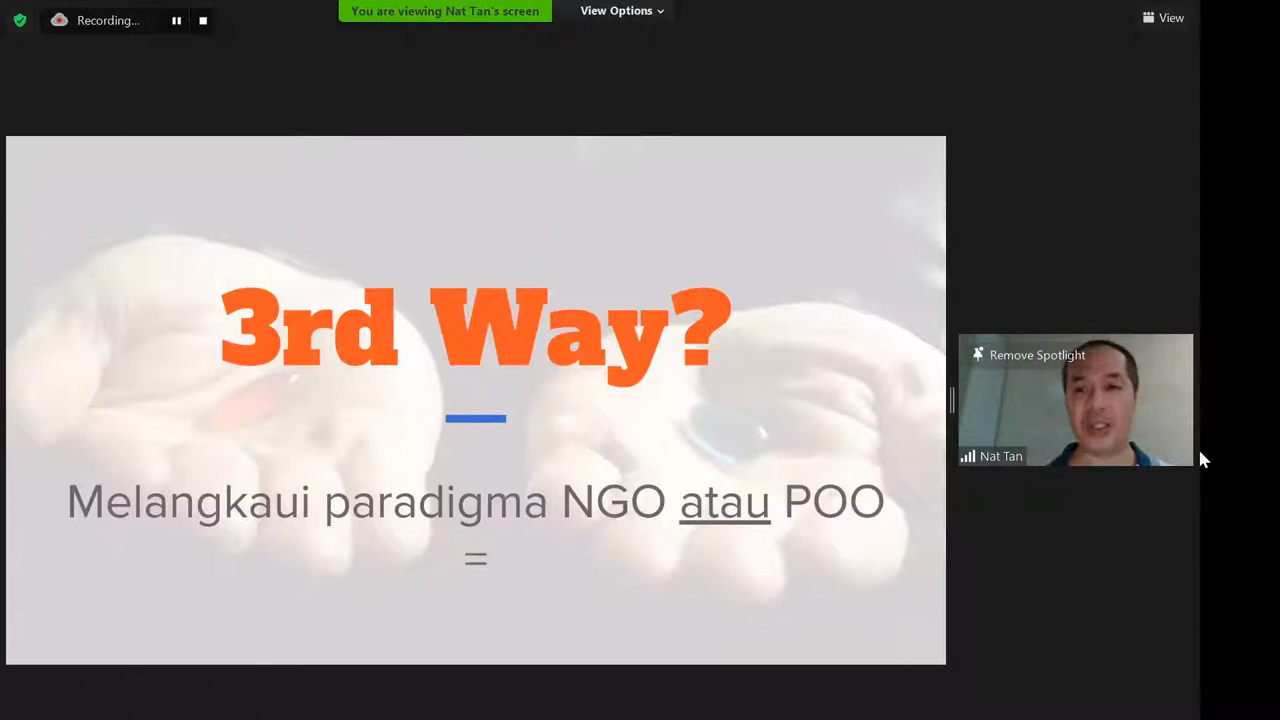 Recording...
You are viewing Nat Tan's screen
View Options
View
3rd Way?
Melangkaui paradigma NGO atau POO
=
Remove Spotlight
Nat Tan